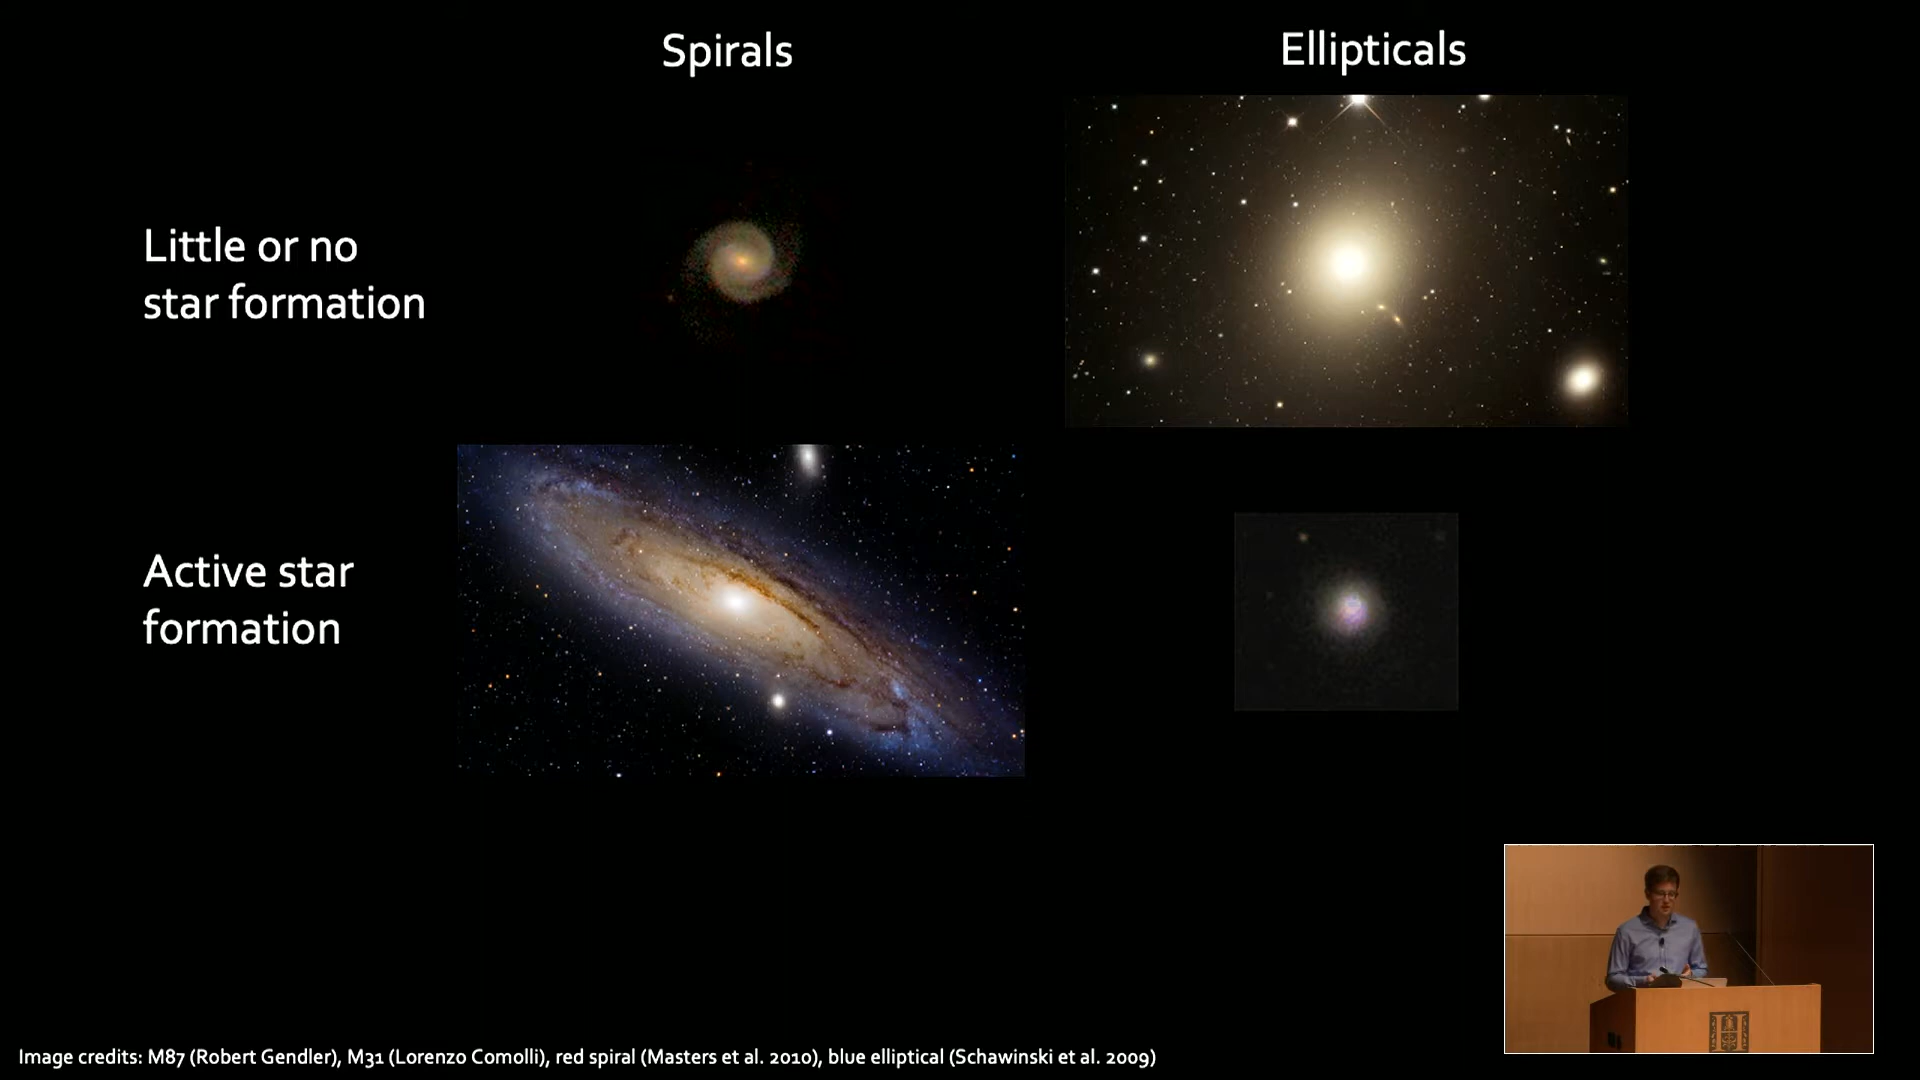 Spirals
Ellipticals
Little or no
star formation
Active star
formation
Image credits: M87 (Robert Gendler), M31 (Lorenzo Comolli), red spiral (Masters et al. 2010), blue elliptical (Schawinski et al. 2009)